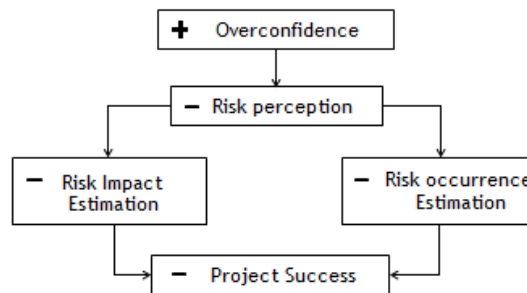 + Overconfidence
− Risk perception
− Risk Impact
Estimation
− Risk occurrence
Estimation
− Project Success